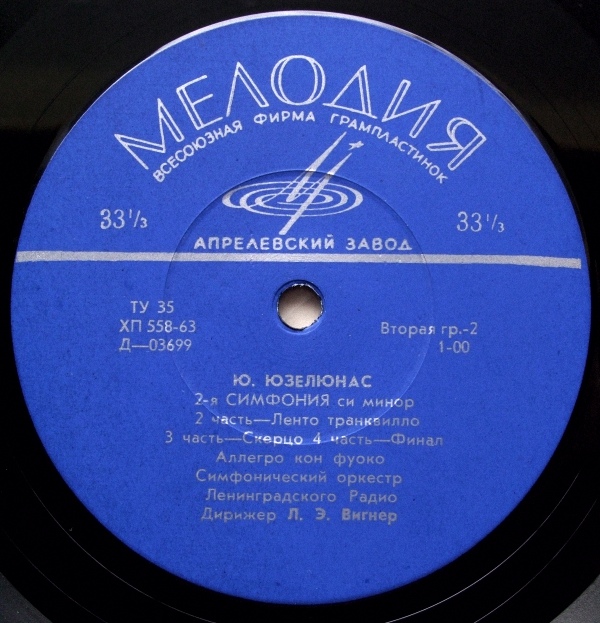 МЕЛОДИЯ
ВСЕСОЮЗНАЯ ФИРМА ГРАМПЛАСТИНОК
33 1/3
33 1/3
АПРЕЛЕВСКИЙ ЗАВОД
ТУ 35
ХП 558-63
Д—03699
Вторая гр.-2
1-00
Ю. ЮЗЕЛЮНАС
2-я СИМФОНИЯ си минор
2 часть—Ленто транквилло
3 часть—Скерцо 4 часть—Финал
Аллегро кон фуоко
Симфонический оркестр
Ленинградского Радио
Дирижер Л. Э. Вигнер